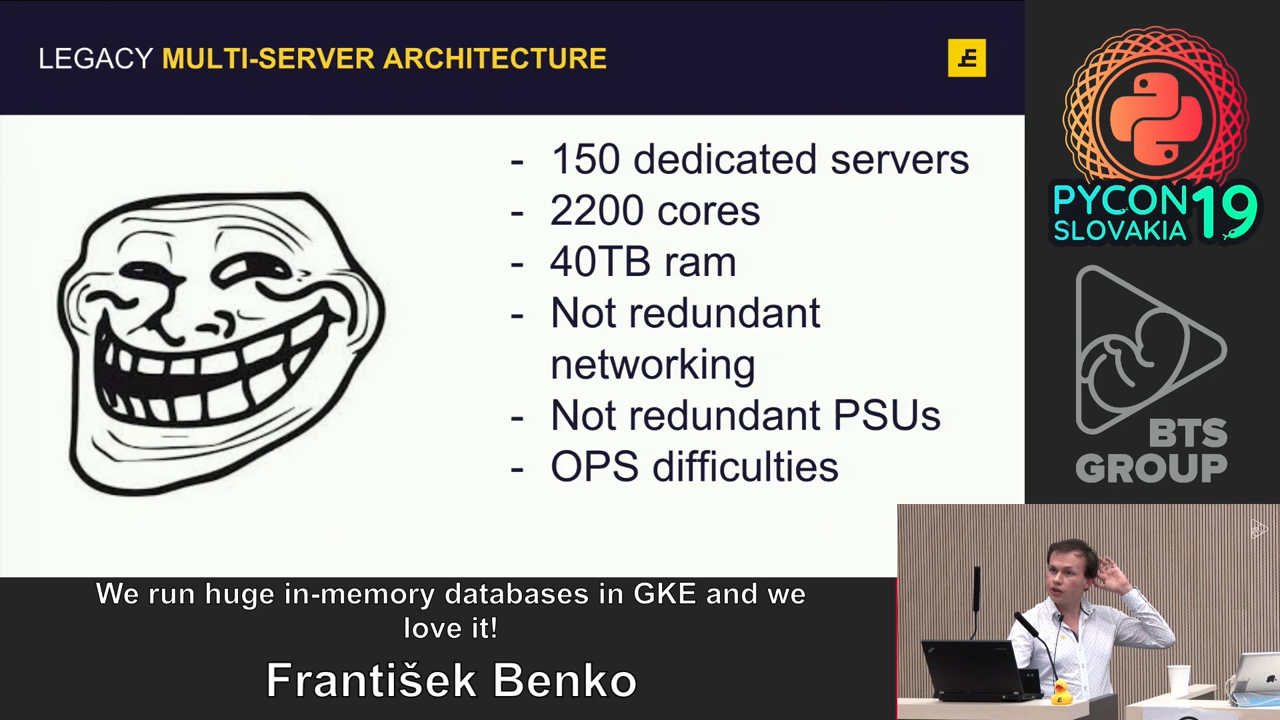 LEGACY MULTI-SERVER ARCHITECTURE
- 150 dedicated servers
- 2200 cores
- 40TB ram
- Not redundant
networking
- Not redundant PSUs
- OPS difficulties
PYCON 19
SLOVAKIA
BTS
GROUP
We run huge in-memory databases in GKE and we
love it!
František Benko